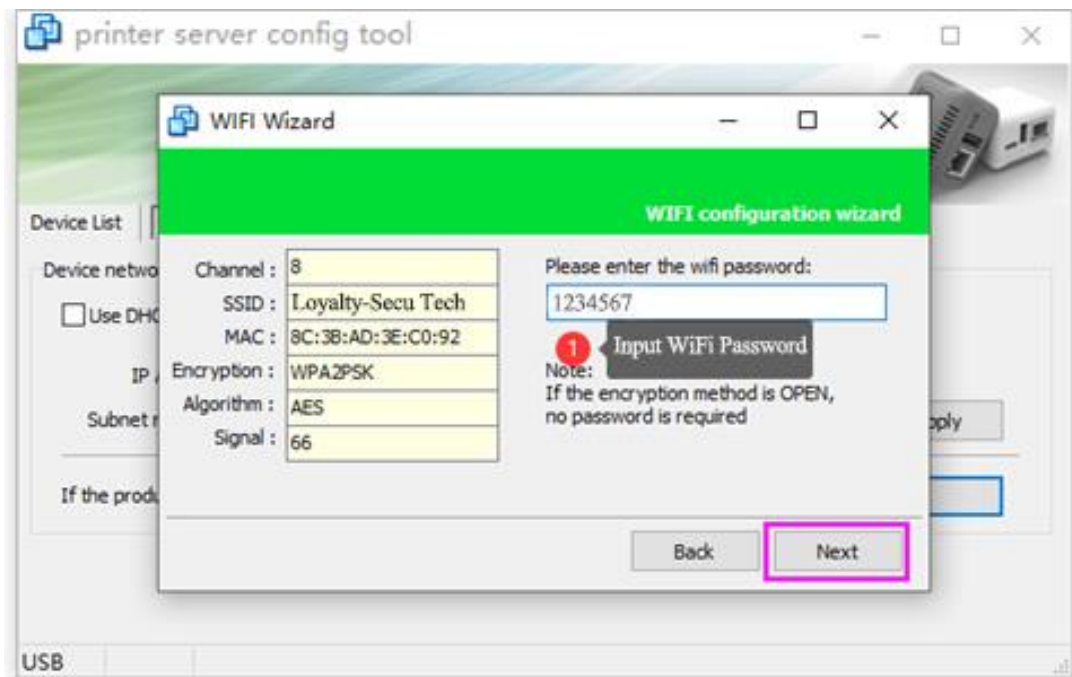 printer server config tool
WIFI Wizard
WIFI configuration wizard
Device List
Device netwo
Use DHC
IP
Subnet
If the produ
Channel : 8
SSID : Loyalty-Secu Tech
MAC : 8C:3B:AD:3E:C0:92
Encryption : WPA2PSK
Algorithm : AES
Signal : 66
Please enter the wifi password:
1234567
1 Input WiFi Password
Note:
If the encryption method is OPEN,
no password is required
pply
Back Next
USB